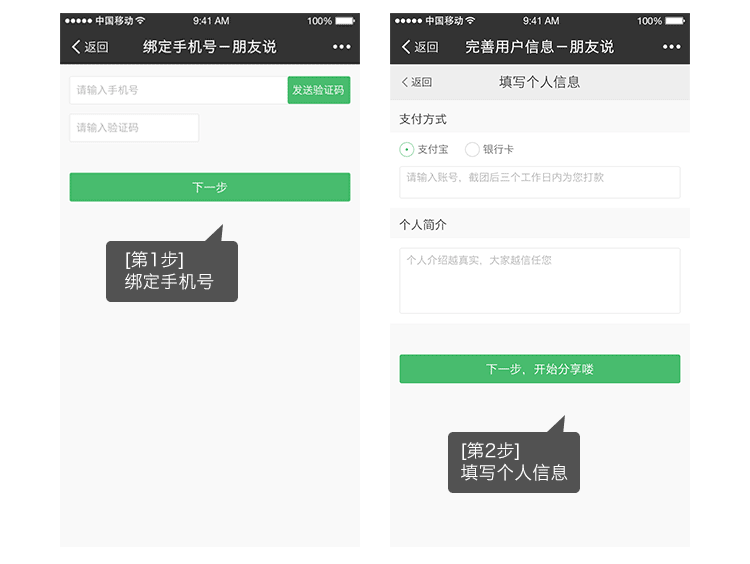 中国移动 9:41 AM 100%
返回 绑定手机号－朋友说
请输入手机号 发送验证码
请输入验证码
下一步
[第1步]
绑定手机号
中国移动 9:41 AM 100%
返回 完善用户信息－朋友说
返回 填写个人信息
支付方式
支付宝 银行卡
请输入账号，截团后三个工作日内为您打款
个人简介
个人介绍越真实，大家越信任您
下一步，开始分享喽
[第2步]
填写个人信息